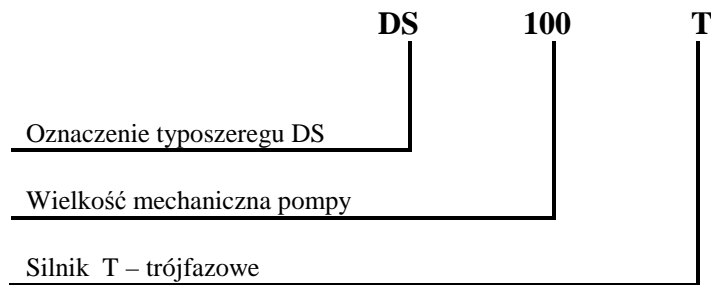 DS 100 T
Oznaczenie typoszeregu DS
Wielkość mechaniczna pompy
Silnik T – trójfazowe